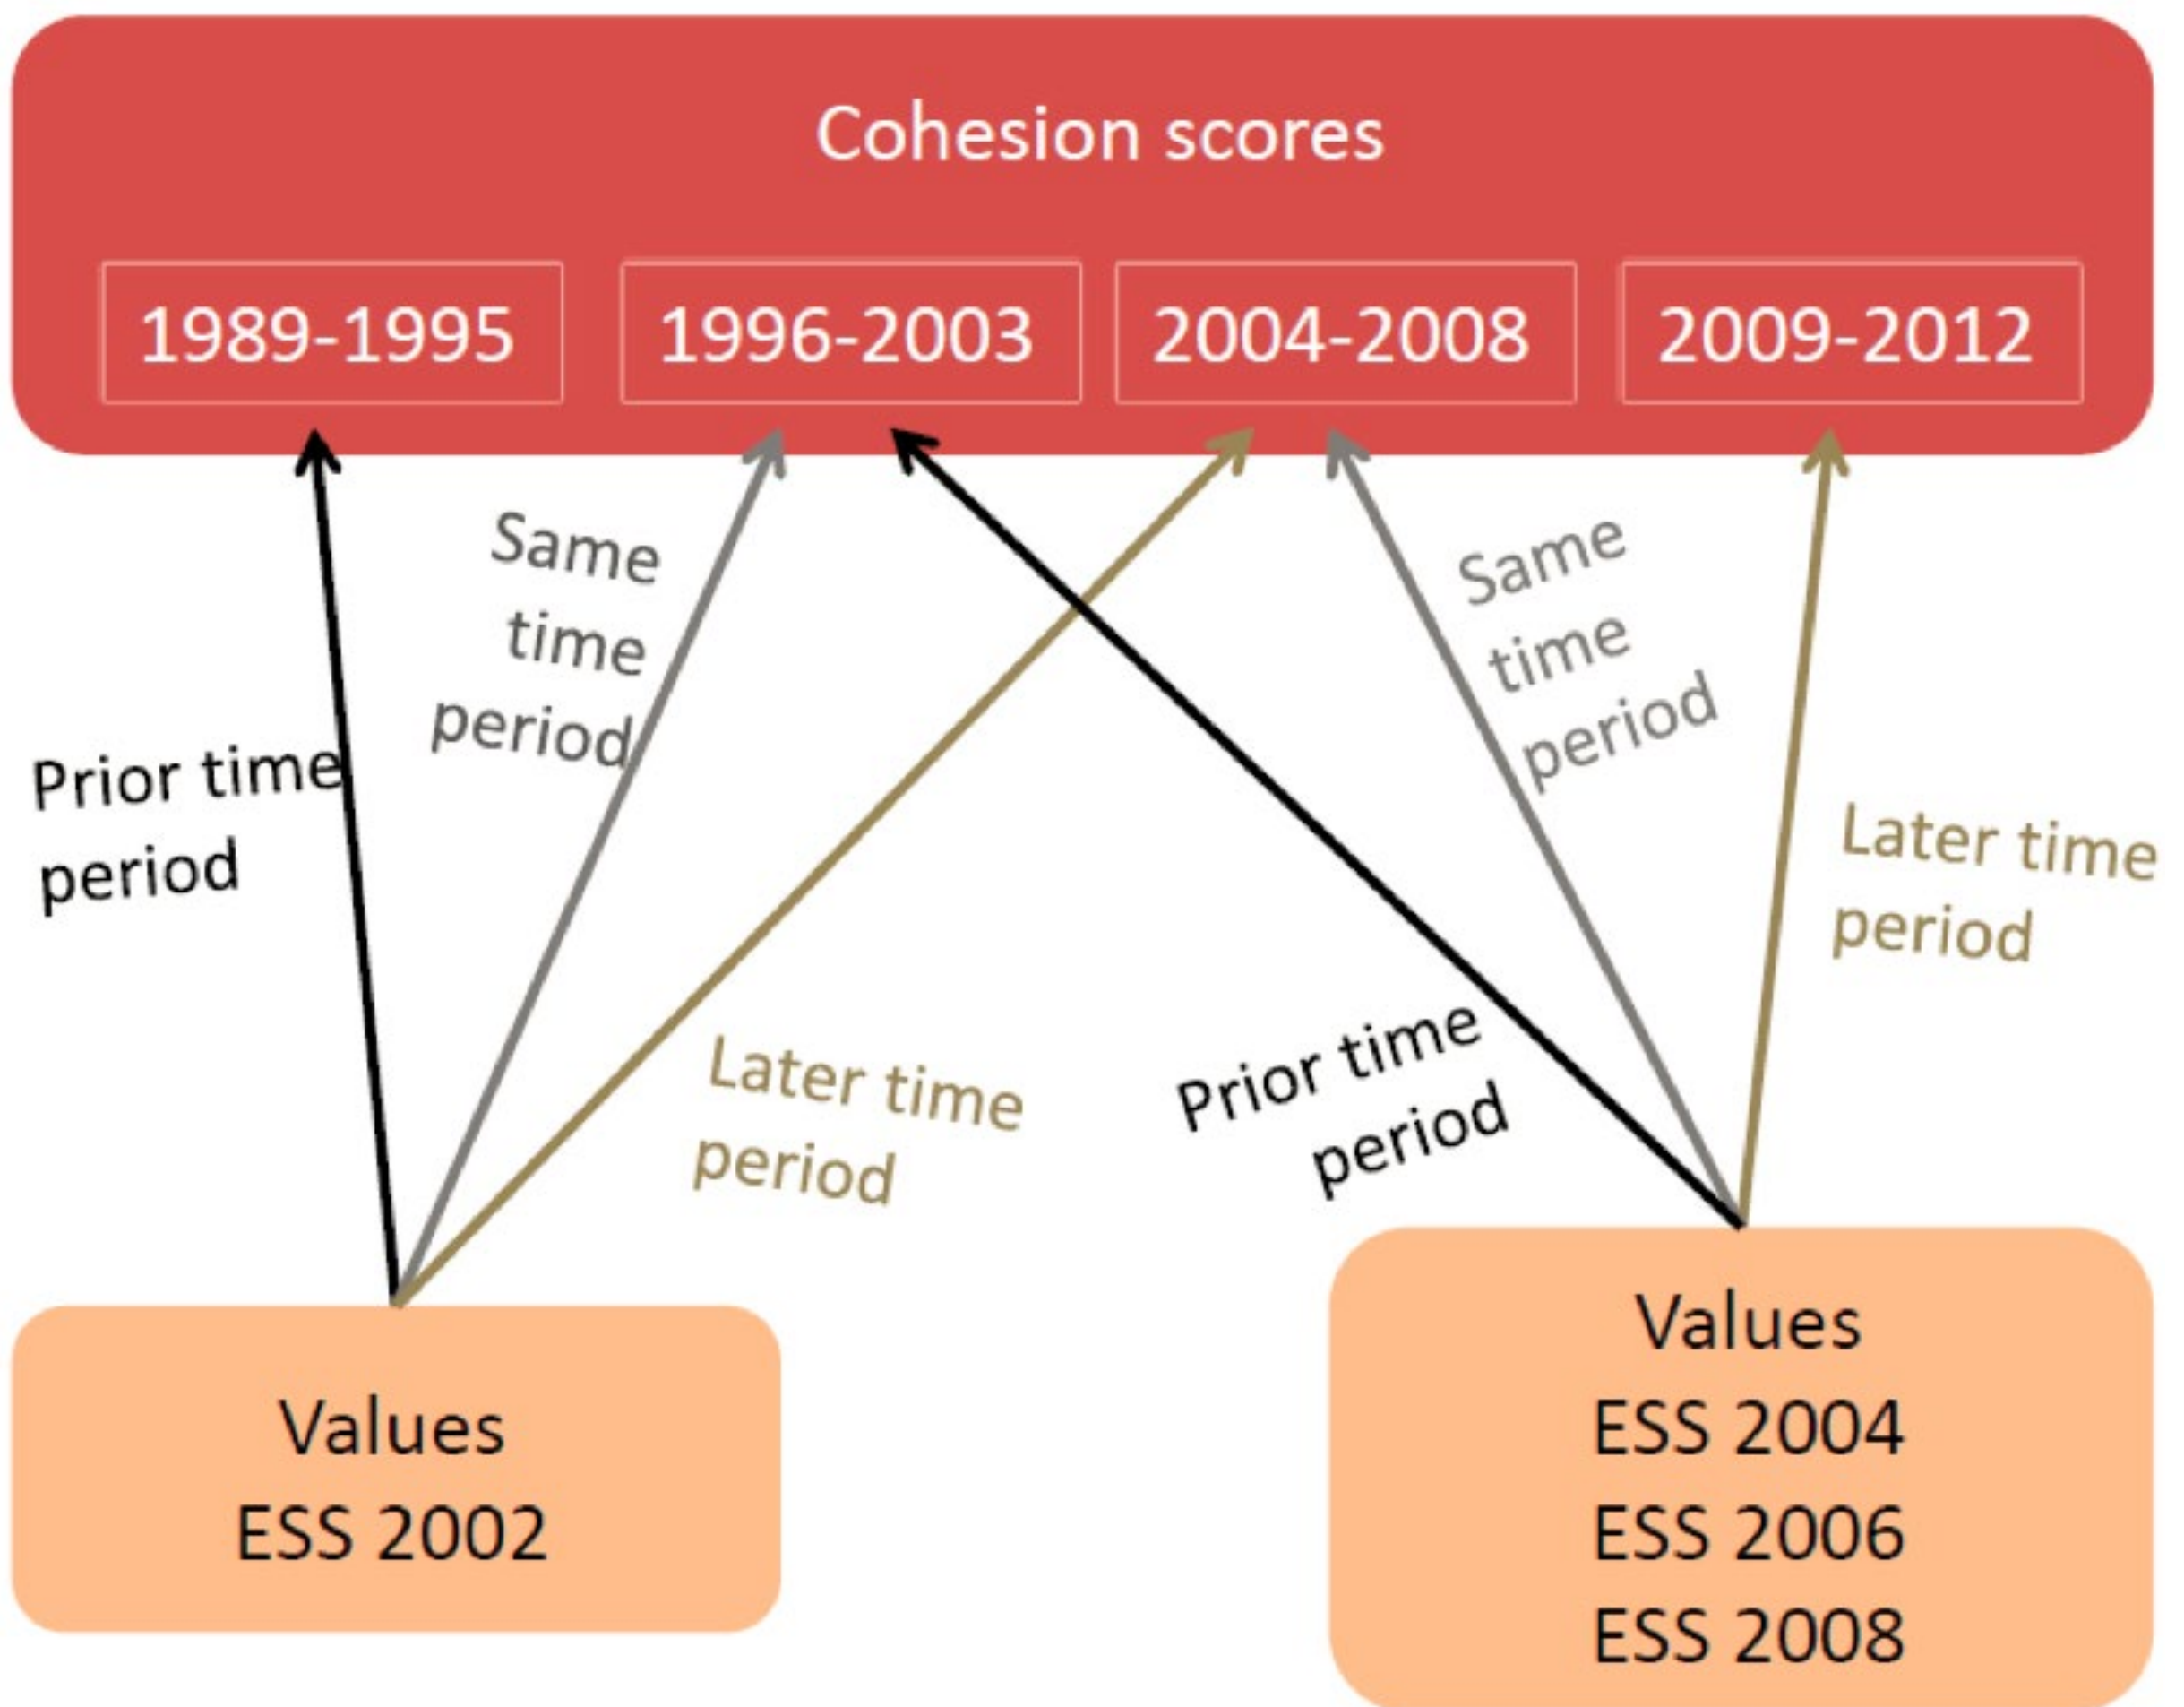 Cohesion scores
1989-1995
1996-2003
2004-2008
2009-2012
Prior time
period
Same
time
period
Later time
period
Prior time
period
Same
time
period
Later time
period
Values
ESS 2002
Values
ESS 2004
ESS 2006
ESS 2008